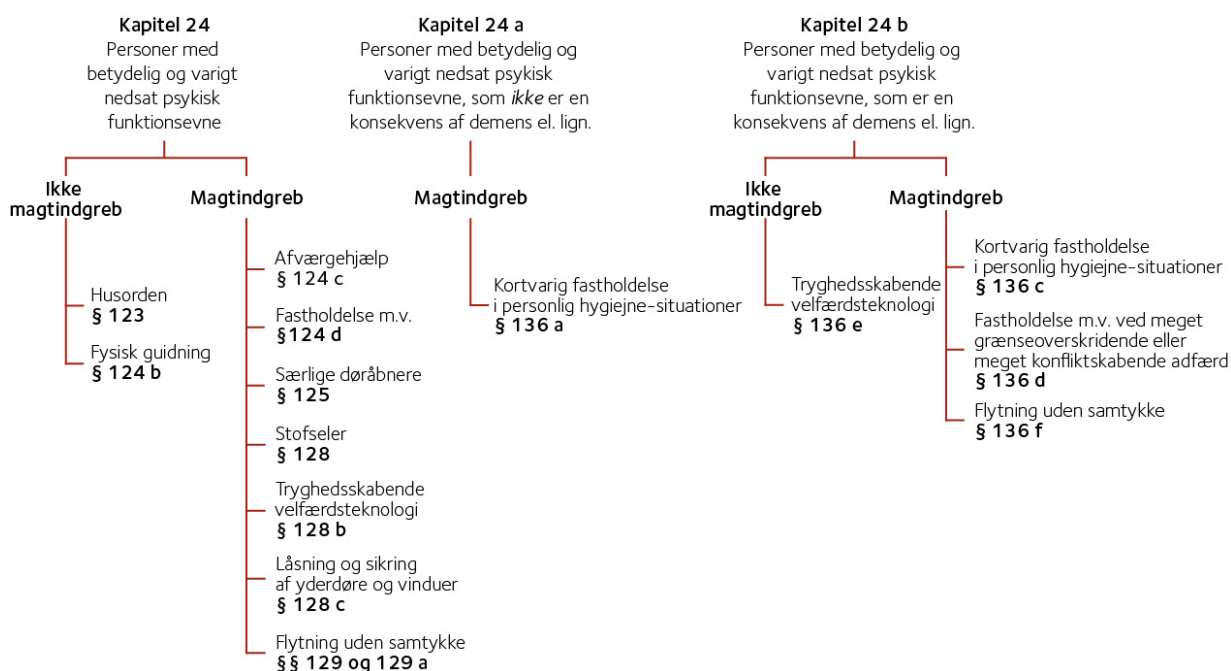 Kapitel 24
Personer med
betydelig og varigt
nedsat psykisk
funktionsevne
Ikke
magtindgreb
Husorden
§ 123
Fysisk guidning
§ 124 b
Magtindgreb
Afværgehjælp
§ 124 c
Fastholdelse m.v.
§124 d
Særlige døråbnere
§ 125
Stofseler
§ 128
Tryghedsskabende
velfærdsteknologi
§ 128 b
Låsning og sikring
af yderdøre og vinduer
§ 128 c
Flytning uden samtykke
§§ 129 og 129 a
Kapitel 24 a
Personer med betydelig og
varigt nedsat psykisk
funktionsevne, som ikke er en
konsekvens af demens el. lign.
Magtindgreb
Kortvarig fastholdelse
i personlig hygiejne-situationer
§ 136 a
Kapitel 24 b
Personer med betydelig og
varigt nedsat psykisk
funktionsevne, som er en
konsekvens af demens el. lign.
Ikke
magtindgreb
Tryghedsskabende
velfærdsteknologi
§ 136 e
Magtindgreb
Kortvarig fastholdelse
i personlig hygiejne-situationer
§ 136 c
Fastholdelse m.v. ved meget
grænseoverskridende eller
meget konfliktskabende adfærd
§ 136 d
Flytning uden samtykke
§ 136 f